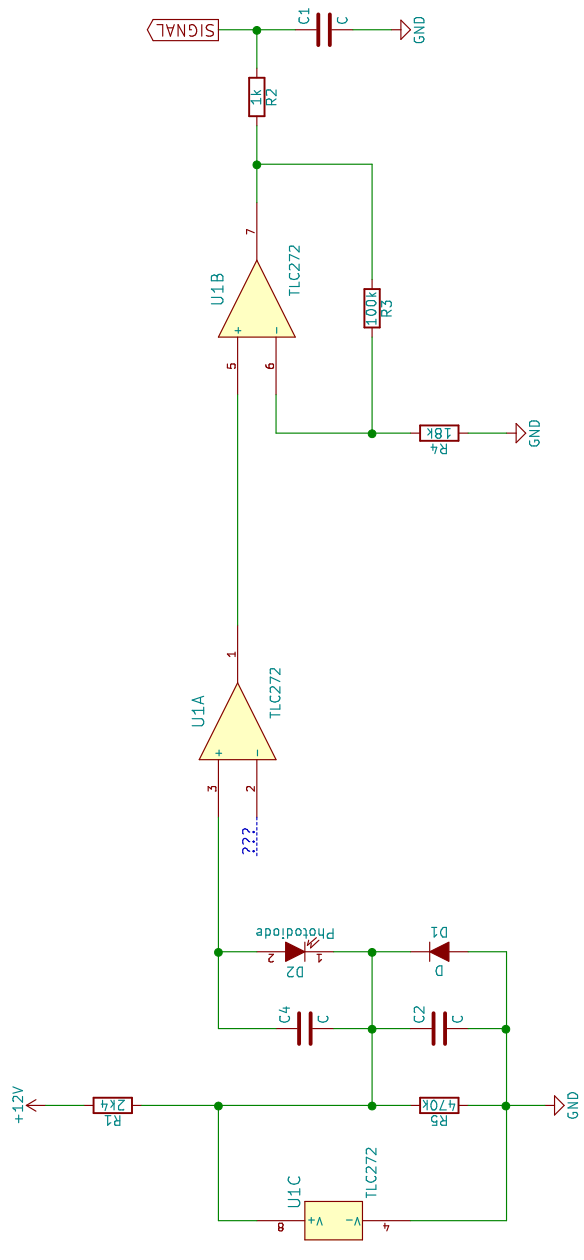 SIGNAL
C1
C
GND
1k
R2
7
U1B
TLC272
+
−
5
6
100k
R3
18k
R4
GND
1
U1A
TLC272
+
−
3
2
???
Photodiode
2
1
D2
D1
D
C4
C
C2
C
+12V
2k4
R1
470k
R5
GND
U1C
TLC272
V+
V−
8
4